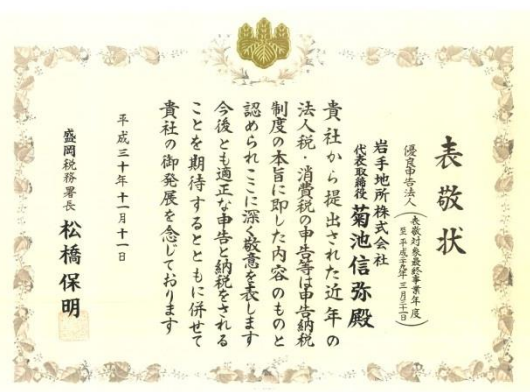 表敬状
優良申告法人（表敬対象最終事業年度
至平成二十九年三月三十一日）
岩手地所株式会社
代表取締役 菊池信弥殿
貴社から提出された近年の
法人税・消費税の申告等は申告納税
制度の本旨に即した内容のものと
認められここに深く敬意を表します
今後とも適正な申告と納税をされる
ことを期待するとともに併せて
貴社の御発展を念じております
平成三十年十一月十一日
盛岡税務署長 松橋保明